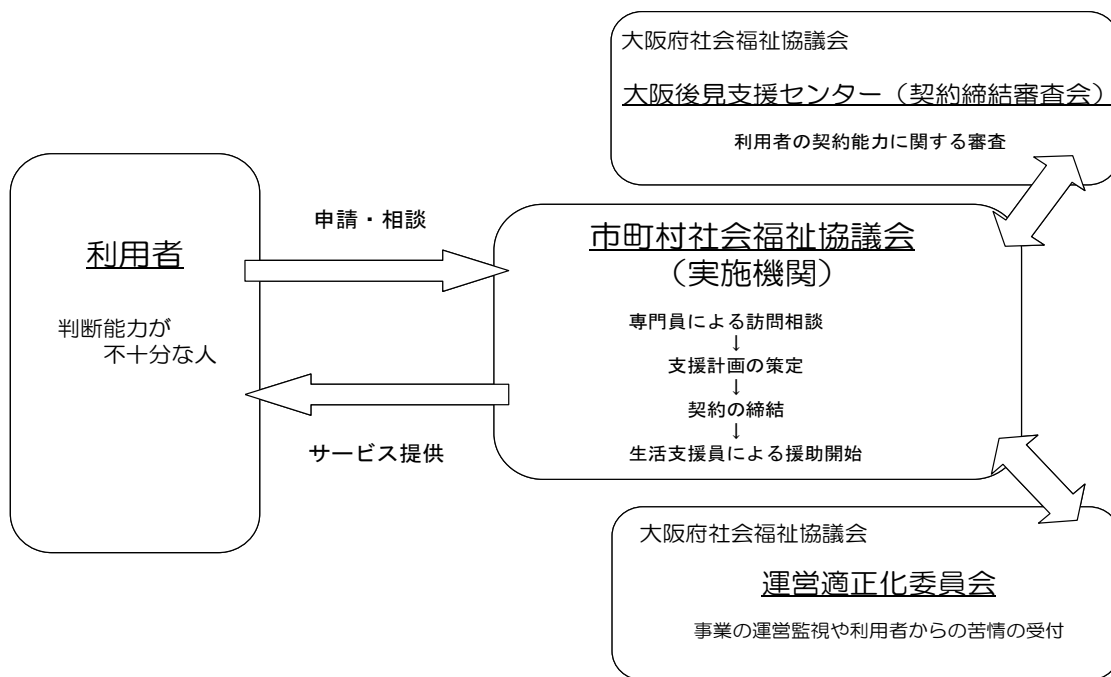 大阪府社会福祉協議会
大阪後見支援センター（契約締結審査会）
利用者の契約能力に関する審査
利用者
判断能力が
不十分な人
申請・相談
サービス提供
市町村社会福祉協議会
（実施機関）
専門員による訪問相談
↓
支援計画の策定
↓
契約の締結
↓
生活支援員による援助開始
大阪府社会福祉協議会
運営適正化委員会
事業の運営監視や利用者からの苦情の受付